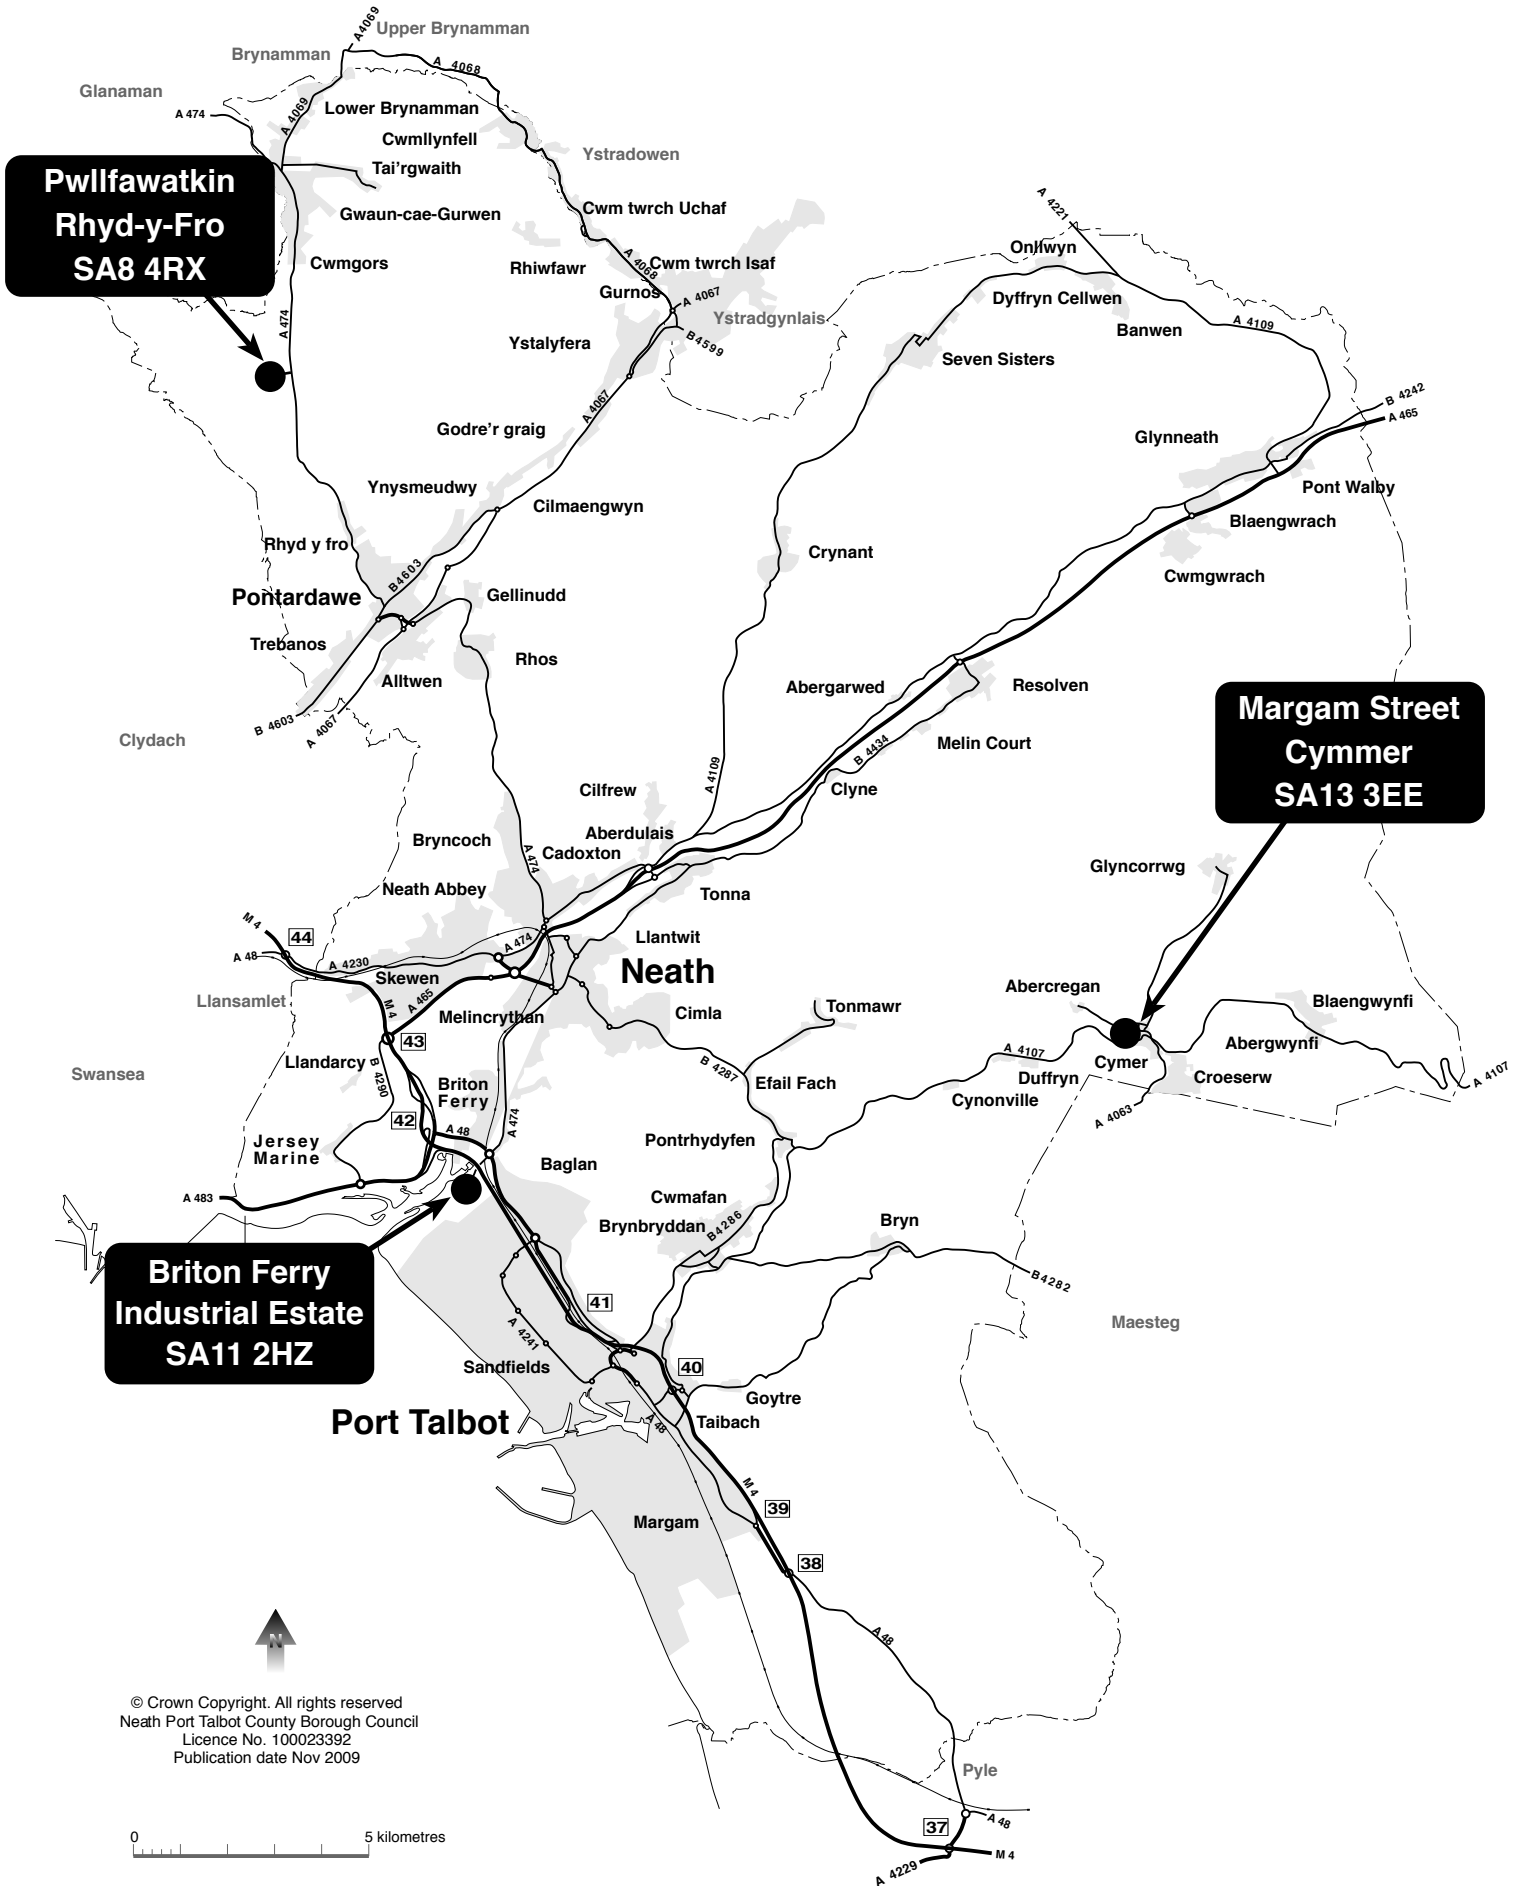 A4069
Upper Brynamman
Brynamman
A 4068
Glanaman
A 474
A 4069
Lower Brynamman
Cwmllynfell
Ystradowen
Tai'rgwaith
Pwllfawatkin
Rhyd-y-Fro
SA8 4RX
Gwaun-cae-Gurwen
Cwm twrch Uchaf
A 4221
Onllwyn
Cwmgors
Rhiwfawr
A 4068
Cwm twrch Isaf
Gurnos
A 4067
Dyffryn Cellwen
A 474
Ystradgynlais
Banwen
A 4109
Ystalyfera
B4599
Seven Sisters
A 4067
B 4242
A 465
Godre'r graig
Glynneath
Ynysmeudwy
Pont Walby
Cilmaengwyn
Blaengwrach
Rhyd y fro
Crynant
B4603
Cwmgwrach
Pontardawe
Gellinudd
Trebanos
Rhos
Alltwen
Abergarwed
Resolven
B 4603
A 4067
Clydach
Melin Court
B 4434
Margam Street
Cymmer
SA13 3EE
A 4109
Cilfrew
Clyne
Bryncoch
Aberdulais
A 474
Cadoxton
Glyncorrwg
Neath Abbey
Tonna
M 4
44
A 48
A 474
Llantwit
A 4230
Skewen
Neath
Abercregan
Llansamlet
M 4
A 465
Melincrythan
Cimla
Tonmawr
Blaengwynfi
43
Abergwynfi
Llandarcy
B 4290
B 4287
A 4107
Cymer
Swansea
Briton
Ferry
Efail Fach
Duffryn
Croeserw
A 4107
Cynonville
42
A 48
A 474
A 4063
Jersey
Marine
Pontrhydyfen
Baglan
A 483
Cwmafan
Brynbryddan
B4286
Bryn
Briton Ferry
Industrial Estate
SA11 2HZ
B4282
41
A 4241
Maesteg
Sandfields
40
Goytre
Port Talbot
A 48
Taibach
M 4
39
Margam
38
A 48
N
© Crown Copyright. All rights reserved
Neath Port Talbot County Borough Council
Licence No. 100023392
Publication date Nov 2009
Pyle
0
5 kilometres
37
A 48
M 4
A 4229